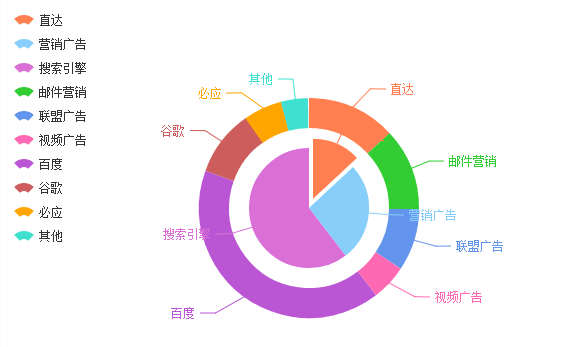 直达
营销广告
搜索引擎
邮件营销
联盟广告
视频广告
百度
谷歌
必应
其他
其他
必应
直达
谷歌
邮件营销
营销广告
搜索引擎
联盟广告
视频广告
百度